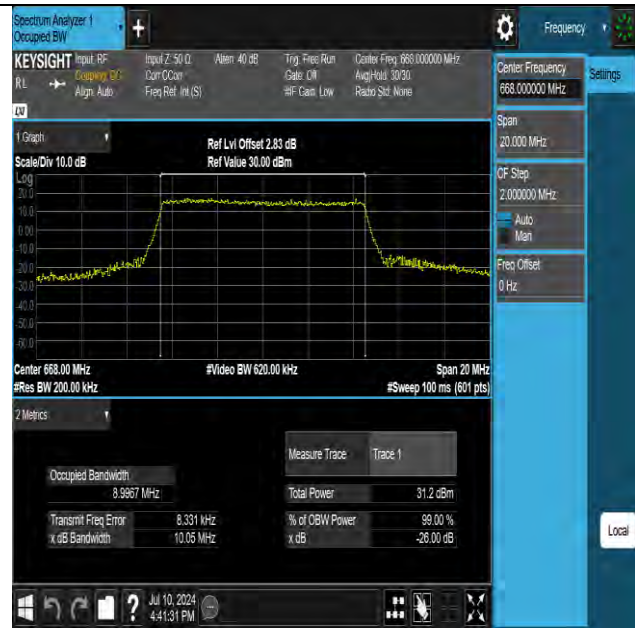 Spectrum Analyzer 1
Occupied BW
+
Frequency
KEYSIGHT
RL
LXI
Input: RF
Coupling: DC
Align: Auto
Input Z: 50 Ω
Corr CCorr
Freq Ref: Int (S)
Atten: 40 dB
Trig: Free Run
Gate: Off
#IF Gain: Low
Center Freq: 668.000000 MHz
Avg|Hold: 30/30
Radio Std: None
Center Frequency
668.000000 MHz
Settings
Span
20.000 MHz
CF Step
2.000000 MHz
Auto
Man
Freq Offset
0 Hz
1 Graph
Scale/Div 10.0 dB
Ref Lvl Offset 2.83 dB
Ref Value 30.00 dBm
Log
20.0
10.0
0.00
-10.0
-20.0
-30.0
-40.0
-50.0
-60.0
Center 668.00 MHz
#Video BW 620.00 kHz
Span 20 MHz
#Res BW 200.00 kHz
#Sweep 100 ms (601 pts)
2 Metrics
Measure Trace
Trace 1
Occupied Bandwidth
8.9967 MHz
Total Power
31.2 dBm
Transmit Freq Error
8.331 kHz
% of OBW Power
99.00 %
x dB Bandwidth
10.05 MHz
x dB
-26.00 dB
Local
?
Jul 10, 2024
4:41:31 PM